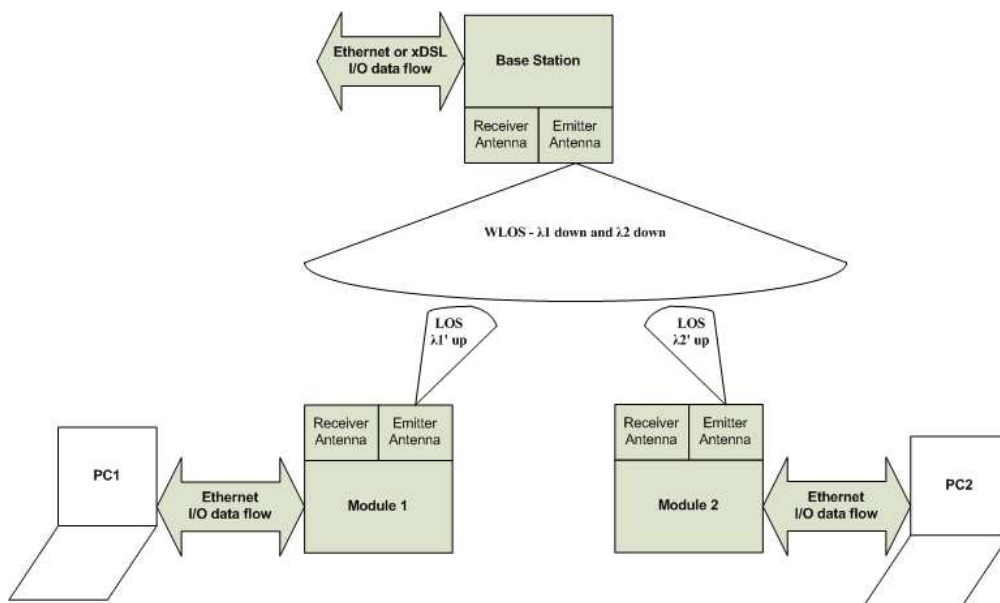 Ethernet or xDSL
I/O data flow
Base Station
Receiver
Antenna
Emitter
Antenna
WLOS - λ1 down and λ2 down
LOS
λ1' up
LOS
λ2' up
Receiver
Antenna
Emitter
Antenna
Receiver
Antenna
Emitter
Antenna
PC1
Ethernet
I/O data flow
Module 1
Module 2
Ethernet
I/O data flow
PC2